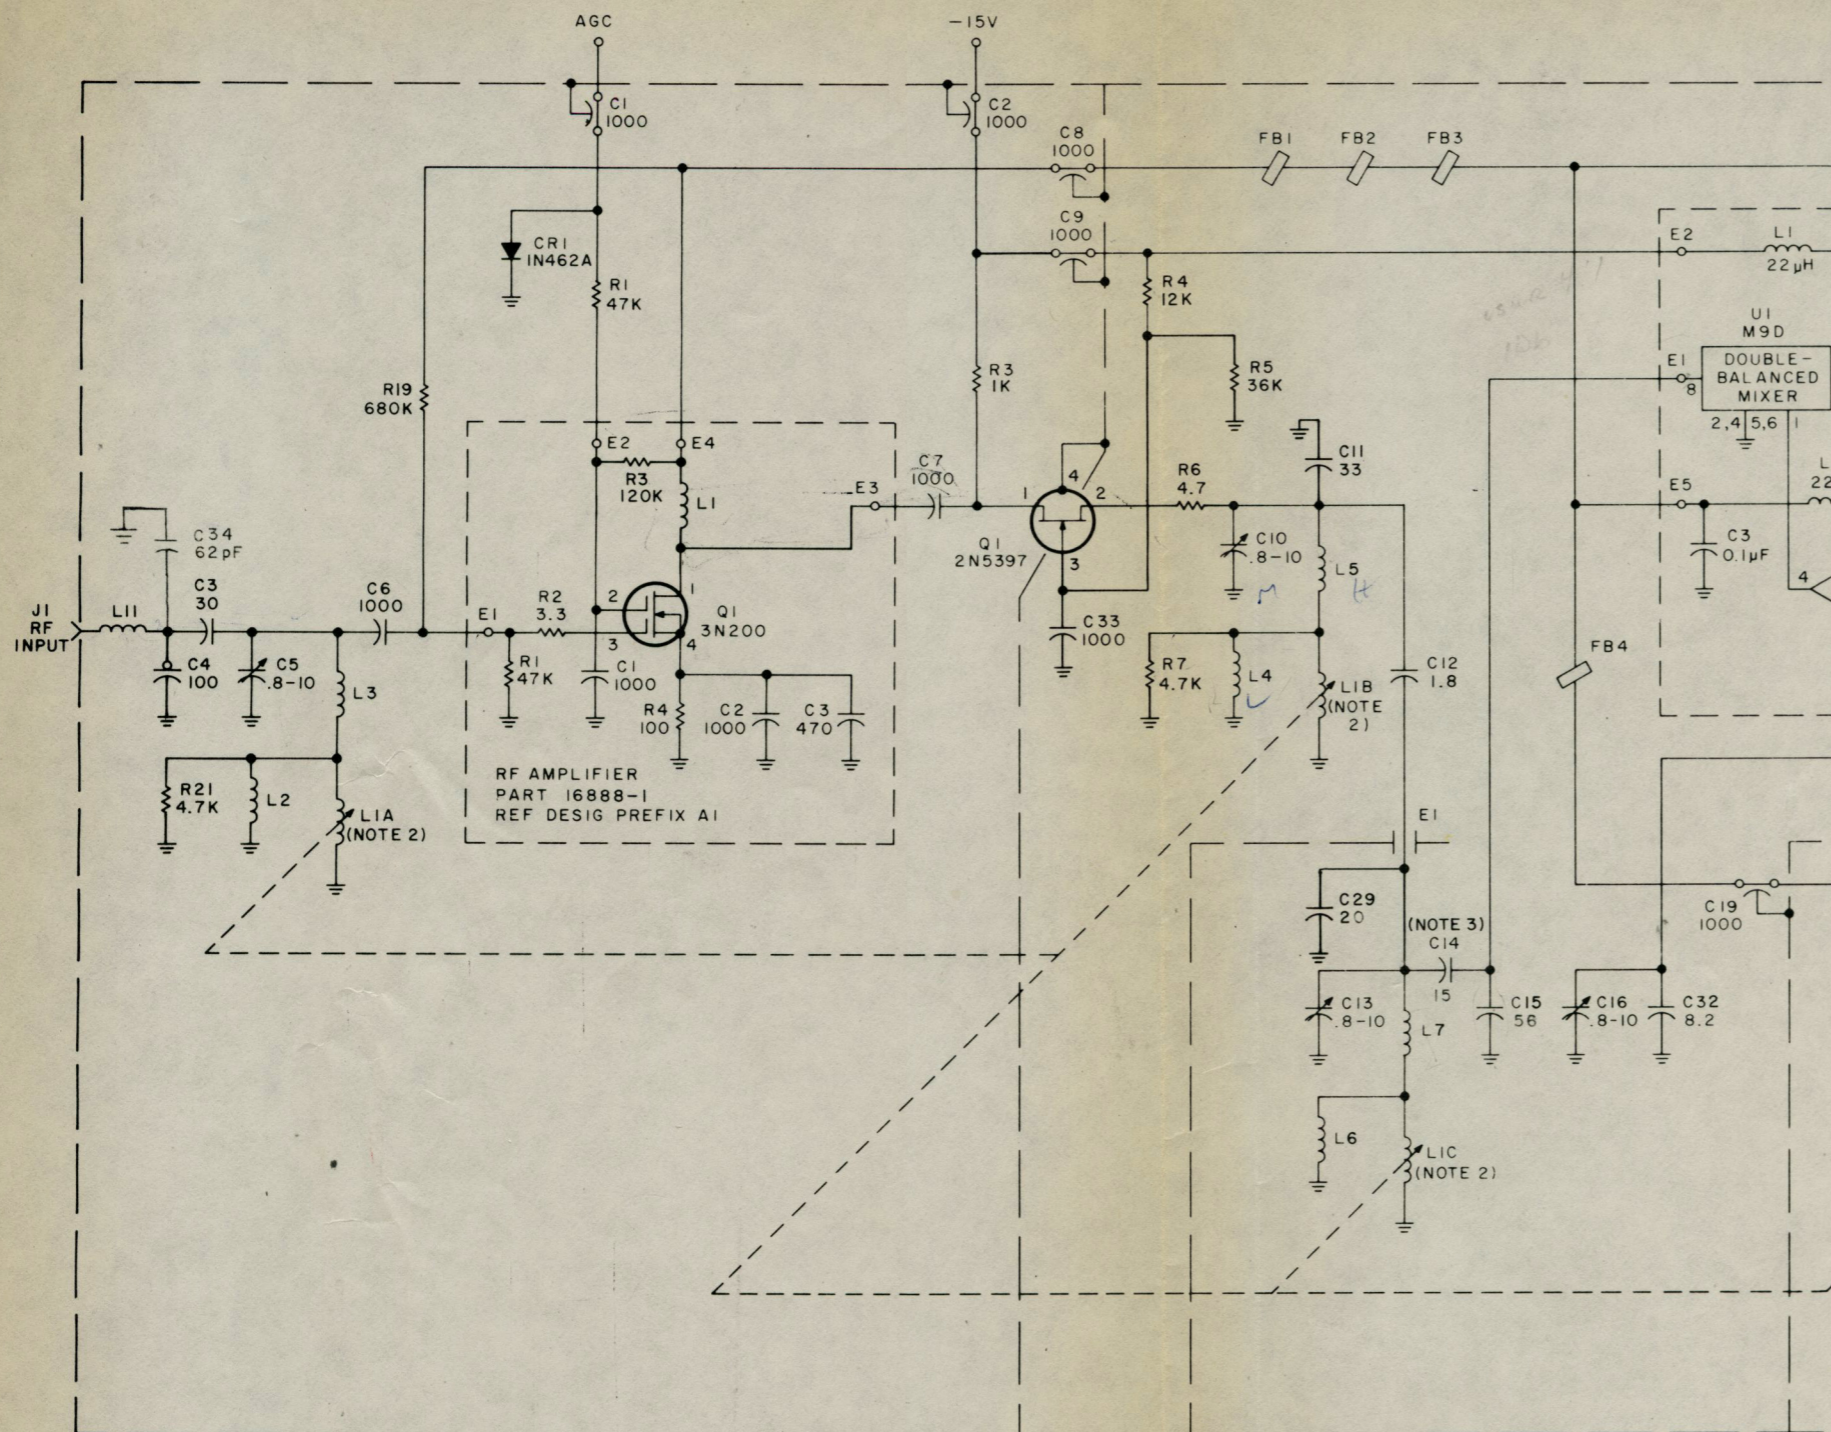 AGC
-15V
C1
1000
C2
1000
C8
1000
FB1
FB2
FB3
C9
1000
E2
L1
22µH
CR1
1N462A
R1
47K
R4
12K
U1
M9D
DOUBLE-
BALANCED
MIXER
E1
8
2,4
5,6
1
R19
680K
R3
1K
R5
36K
E2
E4
R3
120K
L1
E3
C7
1000
1
4
2
3
Q1
2N5397
R6
4.7
C11
33
E5
22
C3
0.1µF
4
C34
62pF
C10
.8-10
L5
J1
RF
INPUT
L11
C3
30
C6
1000
E1
R2
3.3
2
3
1
4
Q1
3N200
C33
1000
FB4
C4
100
C5
.8-10
L3
R1
47K
C1
1000
R4
100
C2
1000
C3
470
R7
4.7K
L4
L1B
(NOTE
2)
C12
1.8
R21
4.7K
L2
L1A
(NOTE 2)
RF AMPLIFIER
PART 16888-1
REF DESIG PREFIX A1
E1
C29
20
(NOTE 3)
C14
15
C19
1000
C13
.8-10
L7
C15
56
C16
.8-10
C32
8.2
L6
L1C
(NOTE 2)